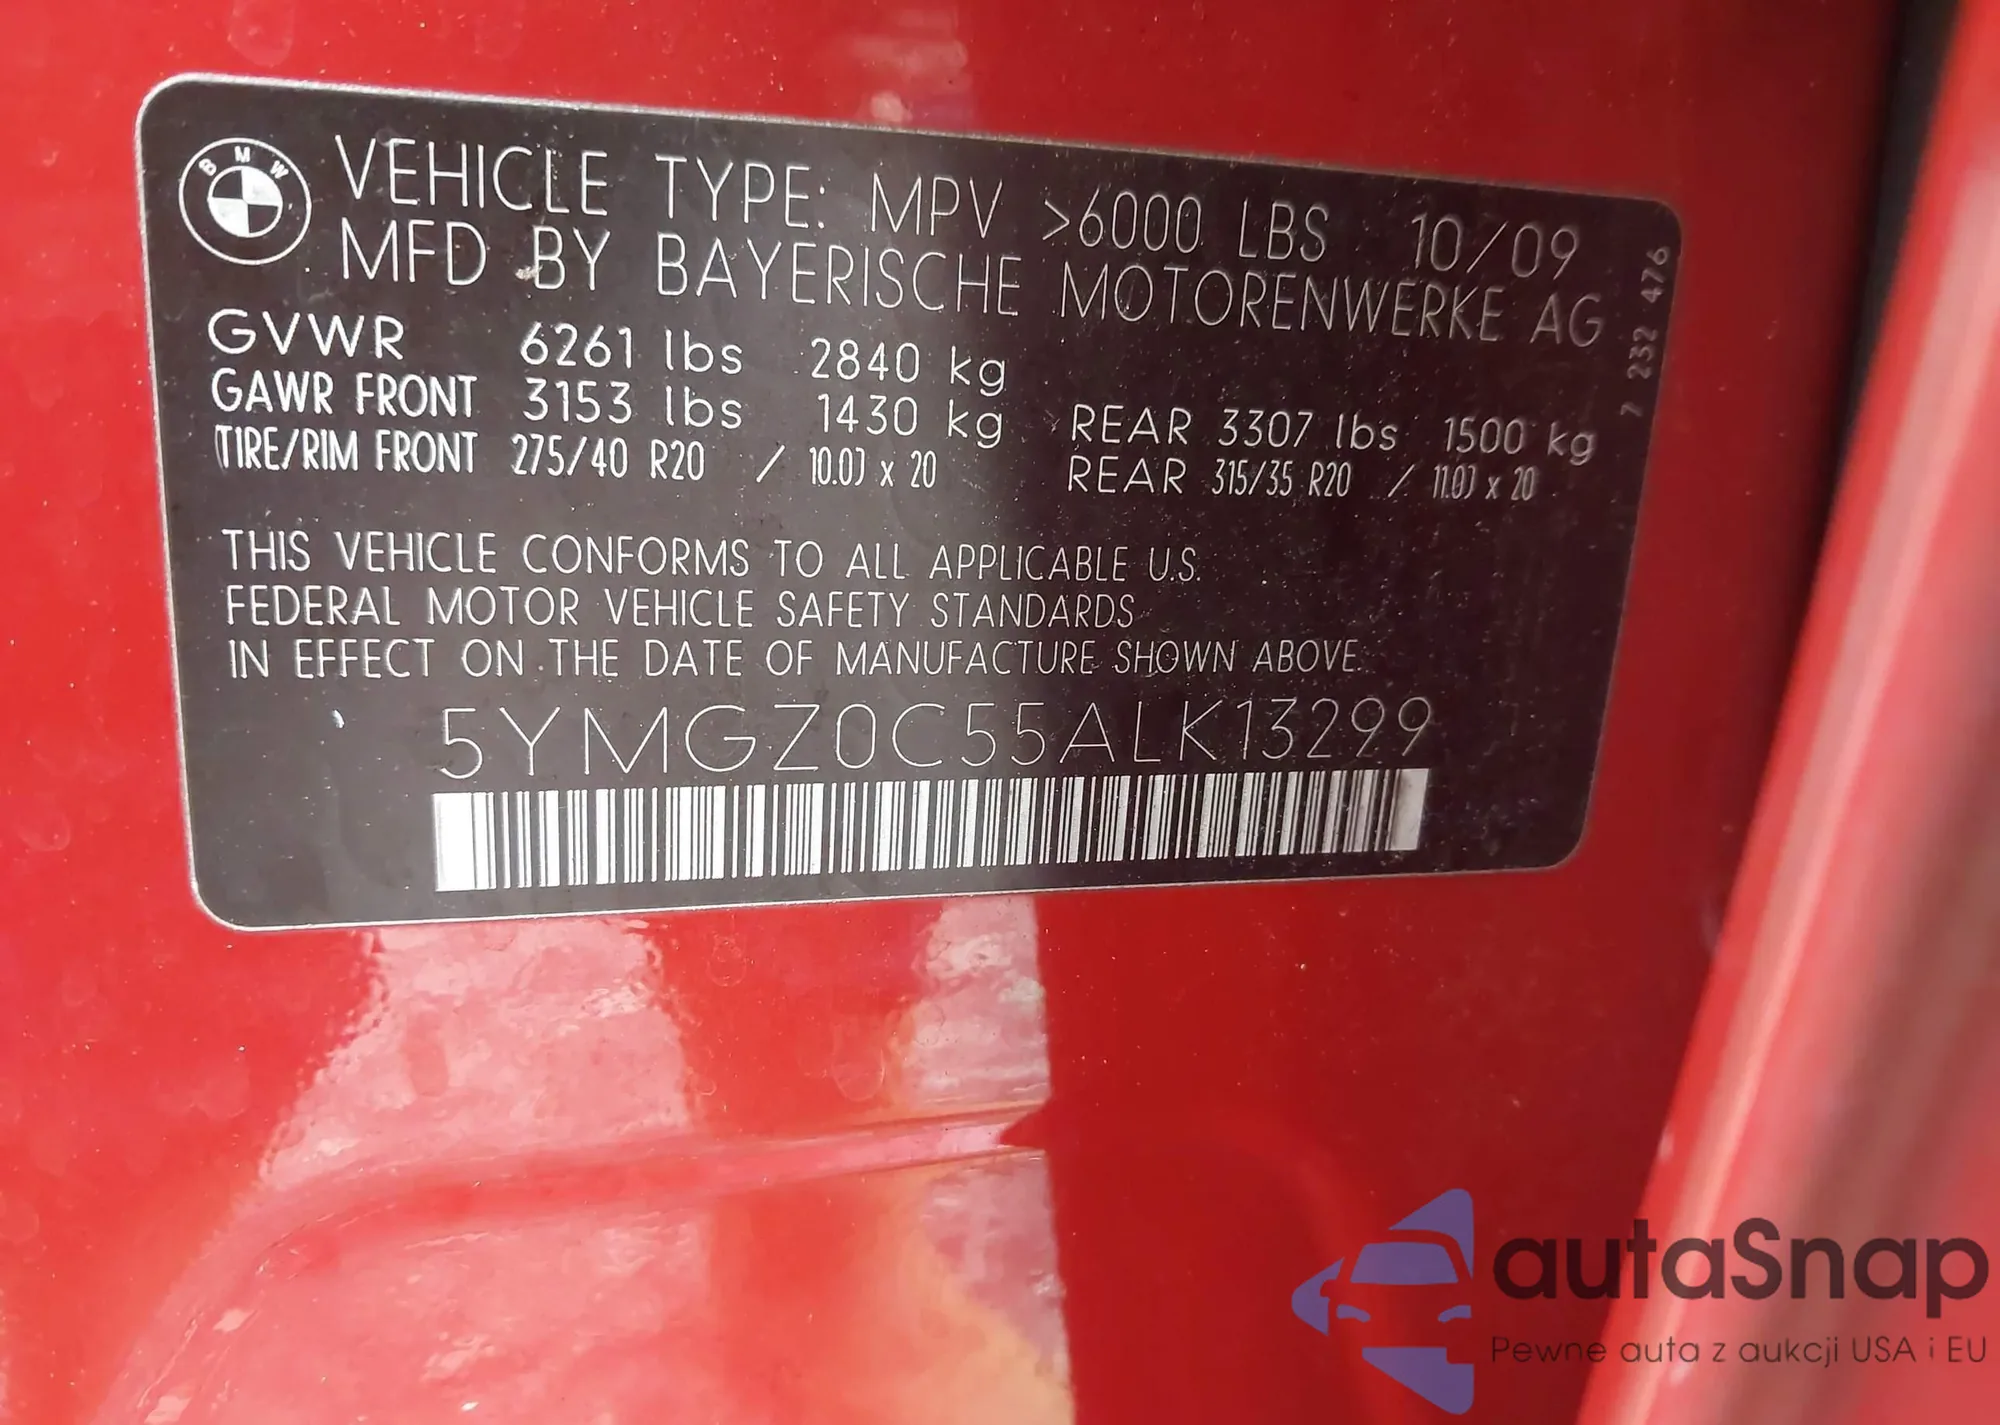 BMW
VEHICLE TYPE: MPV >6000 LBS 10/09
MFD BY BAYERISCHE MOTORENWERKE AG
7 232 476
GVWR 6261 lbs 2840 kg
GAWR FRONT 3153 lbs 1430 kg REAR 3307 lbs 1500 kg
TIRE/RIM FRONT 275/40 R20 / 10.0J x 20 REAR 315/35 R20 / 11.0J x 20
THIS VEHICLE CONFORMS TO ALL APPLICABLE U.S.
FEDERAL MOTOR VEHICLE SAFETY STANDARDS
IN EFFECT ON THE DATE OF MANUFACTURE SHOWN ABOVE.
5YMGZ0C55ALK13299
autaSnap
Pewne auta z aukcji USA i EU